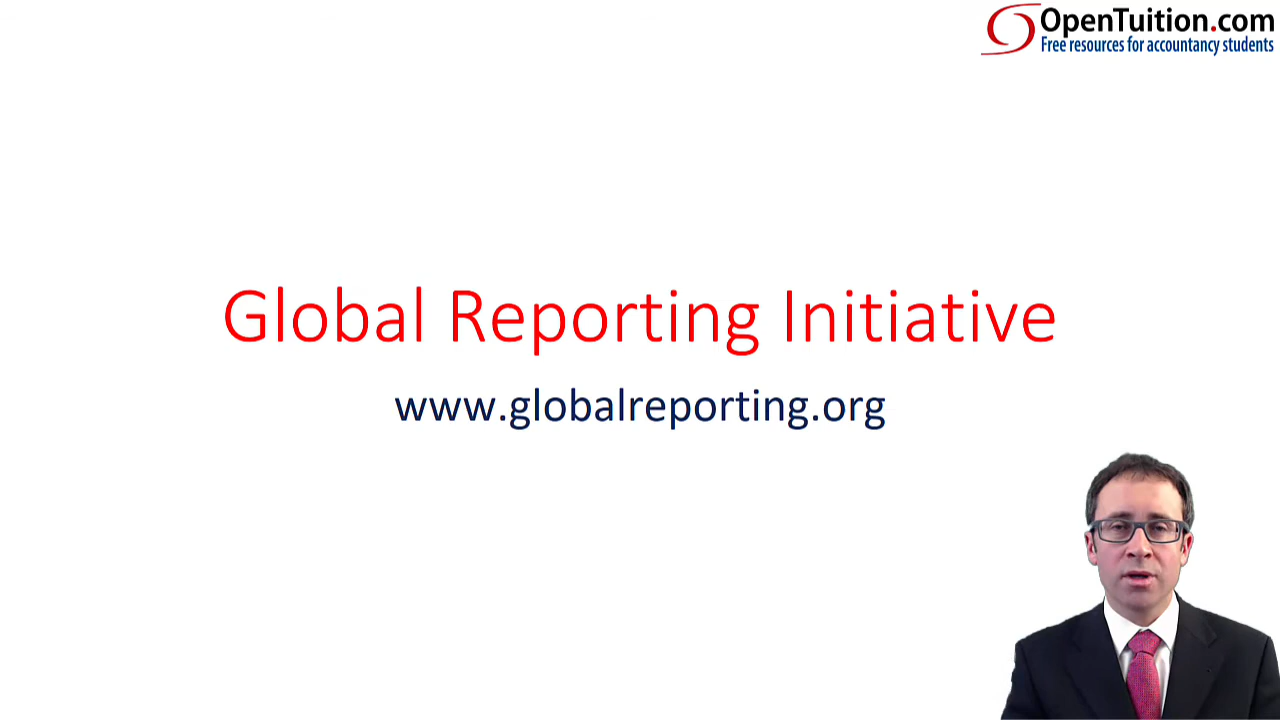 OpenTuition.com
Free resources for accountancy students
Global Reporting Initiative
www.globalreporting.org